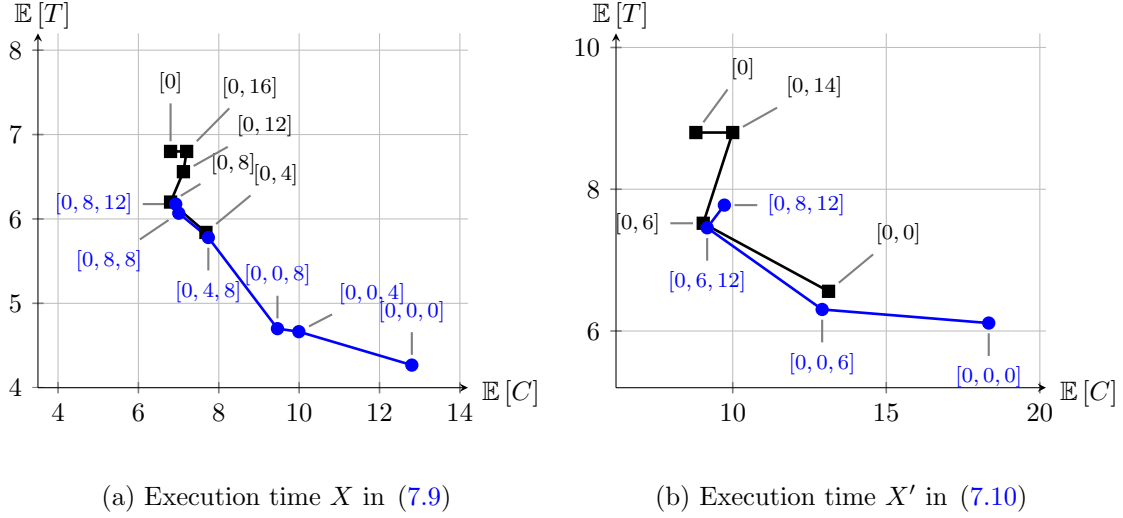 𝔼 [T]
8
7
6
5
4
4
6
8
10
12
14
𝔼 [C]
[0]
[0, 16]
[0, 12]
[0, 8]
[0, 4]
[0, 8, 12]
[0, 8, 8]
[0, 4, 8]
[0, 0, 8]
[0, 0, 4]
[0, 0, 0]
(a) Execution time X in (7.9)
𝔼 [T]
10
8
6
10
15
20
𝔼 [C]
[0]
[0, 14]
[0, 6]
[0, 8, 12]
[0, 0]
[0, 6, 12]
[0, 0, 6]
[0, 0, 0]
(b) Execution time X′ in (7.10)